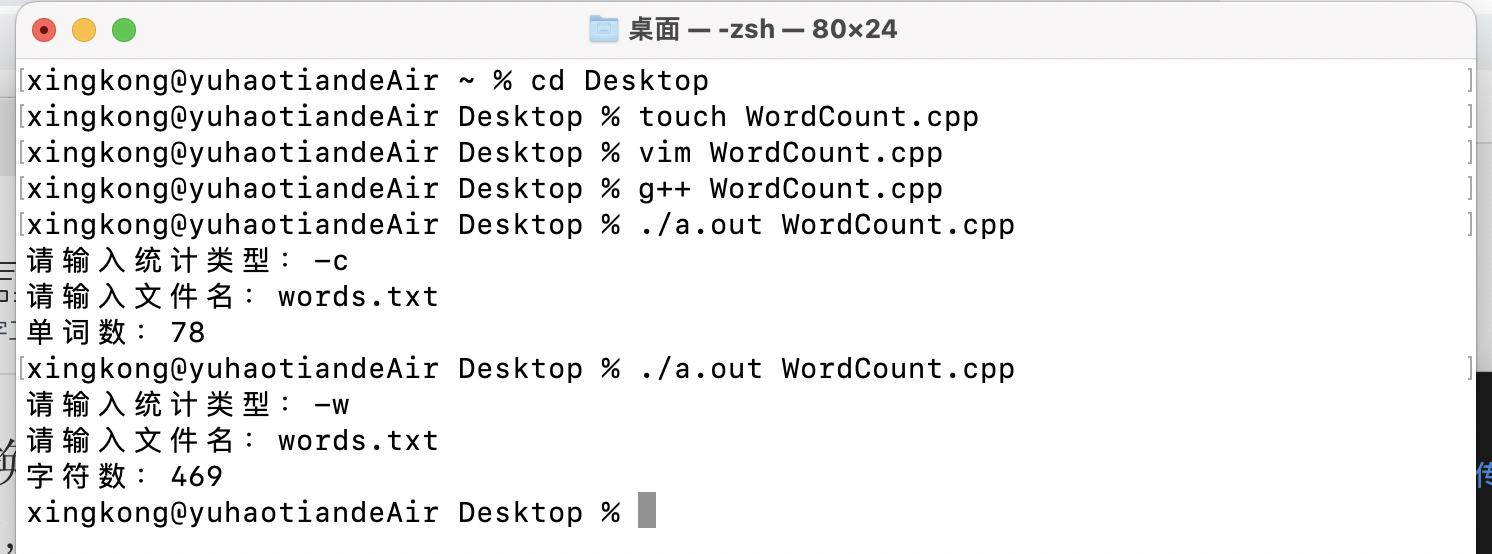 桌面 — -zsh — 80×24
xingkong@yuhaotiandeAir ~ % cd Desktop
xingkong@yuhaotiandeAir Desktop % touch WordCount.cpp
xingkong@yuhaotiandeAir Desktop % vim WordCount.cpp
xingkong@yuhaotiandeAir Desktop % g++ WordCount.cpp
xingkong@yuhaotiandeAir Desktop % ./a.out WordCount.cpp
请输入统计类型：-c
请输入文件名：words.txt
单词数：78
xingkong@yuhaotiandeAir Desktop % ./a.out WordCount.cpp
请输入统计类型：-w
请输入文件名：words.txt
字符数：469
xingkong@yuhaotiandeAir Desktop %